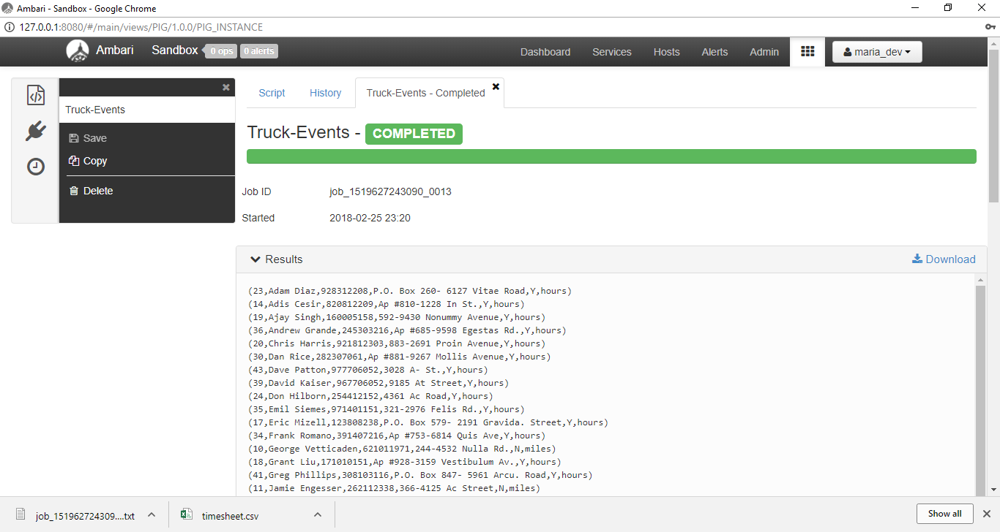 Ambari - Sandbox - Google Chrome
127.0.0.1:8080/#/main/views/PIG/1.0.0/PIG_INSTANCE
Ambari Sandbox 0 ops 0 alerts Dashboard Services Hosts Alerts Admin maria_dev
Truck-Events
Save
Copy
Delete
Script History Truck-Events - Completed
Truck-Events - COMPLETED
Job ID job_1519627243090_0013
Started 2018-02-25 23:20
Results Download
(23,Adam Diaz,928312208,P.O. Box 260- 6127 Vitae Road,Y,hours)
(14,Adis Cesir,820812209,Ap #810-1228 In St.,Y,hours)
(19,Ajay Singh,160005158,592-9430 Nonummy Avenue,Y,hours)
(36,Andrew Grande,245303216,Ap #685-9598 Egestas Rd.,Y,hours)
(20,Chris Harris,921812303,883-2691 Proin Avenue,Y,hours)
(30,Dan Rice,282307061,Ap #881-9267 Mollis Avenue,Y,hours)
(43,Dave Patton,977706052,3028 A- St.,Y,hours)
(39,David Kaiser,967706052,9185 At Street,Y,hours)
(24,Don Hilborn,254412152,4361 Ac Road,Y,hours)
(35,Emil Siemes,971401151,321-2976 Felis Rd.,Y,hours)
(17,Eric Mizell,123808238,P.O. Box 579- 2191 Gravida. Street,Y,hours)
(34,Frank Romano,391407216,Ap #753-6814 Quis Ave,Y,hours)
(10,George Vetticaden,621011971,244-4532 Nulla Rd.,N,miles)
(18,Grant Liu,171010151,Ap #928-3159 Vestibulum Av.,Y,hours)
(41,Greg Phillips,308103116,P.O. Box 847- 5961 Arcu. Road,Y,hours)
(11,Jamie Engesser,262112338,366-4125 Ac Street,N,miles)
job_151962724309....txt timesheet.csv Show all